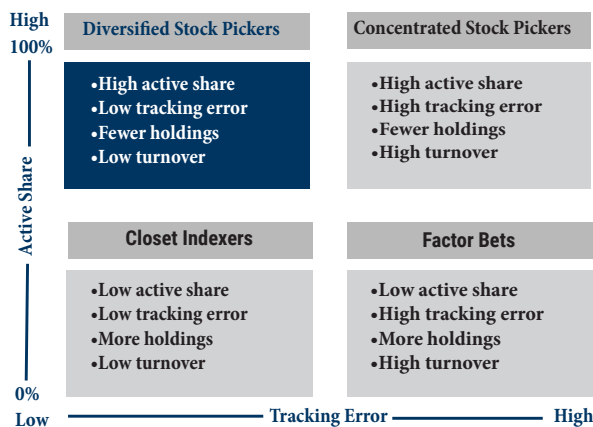 High
100%
Diversified Stock Pickers
•High active share
•Low tracking error
•Fewer holdings
•Low turnover
Concentrated Stock Pickers
•High active share
•High tracking error
•Fewer holdings
•High turnover
Active Share
Closet Indexers
•Low active share
•Low tracking error
•More holdings
•Low turnover
Factor Bets
•Low active share
•High tracking error
•More holdings
•High turnover
0%
Low
Tracking Error
High